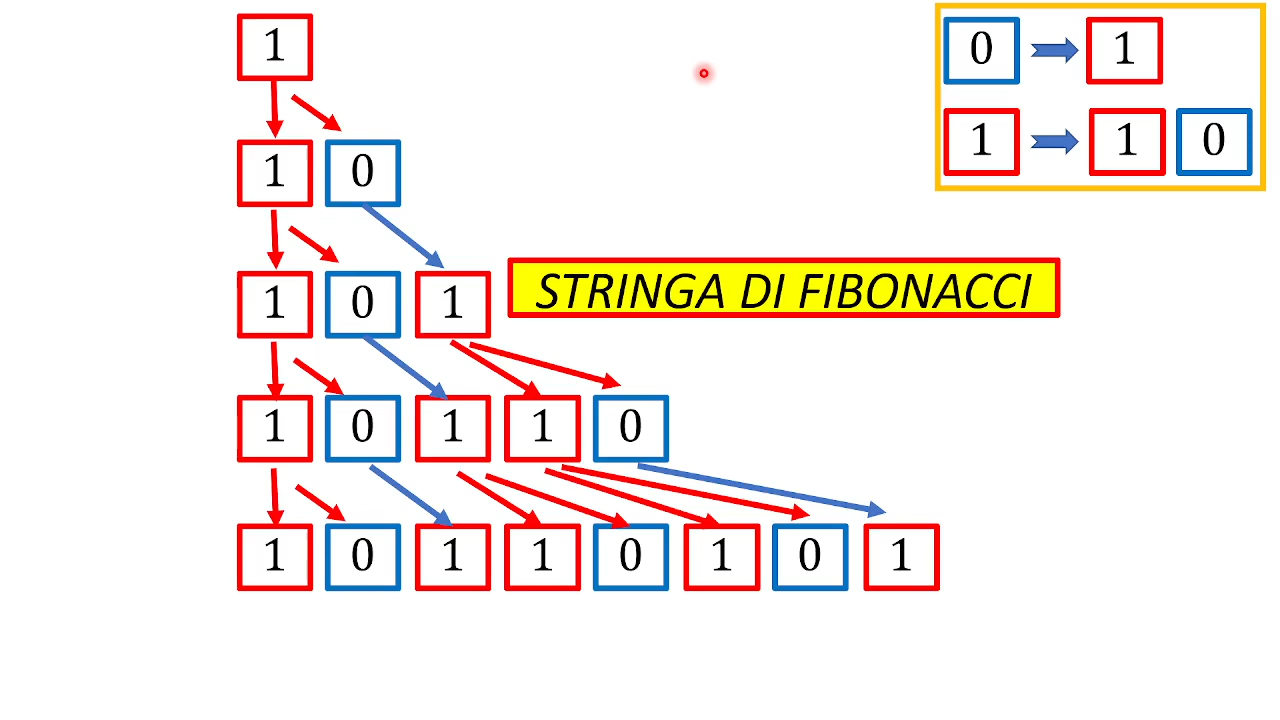 1
0 1
1 1 0
1 0
1 0 1
STRINGA DI FIBONACCI
1 0 1 1 0
1 0 1 1 0 1 0 1